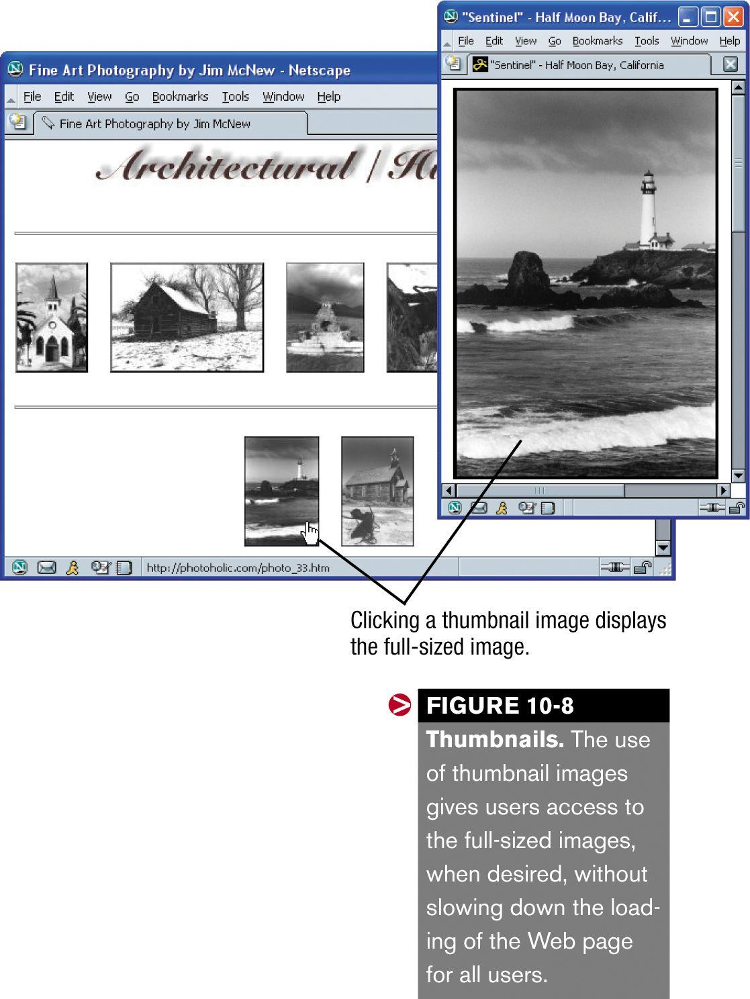 "Sentinel" - Half Moon Bay, Calif...
File Edit View Go Bookmarks Tools Window Help
"Sentinel" - Half Moon Bay, California
Fine Art Photography by Jim McNew - Netscape
File Edit View Go Bookmarks Tools Window Help
Fine Art Photography by Jim McNew
Architectural / Hi
http://photoholic.com/photo_33.htm
Clicking a thumbnail image displays
the full-sized image.
FIGURE 10-8
Thumbnails. The use
of thumbnail images
gives users access to
the full-sized images,
when desired, without
slowing down the load-
ing of the Web page
for all users.